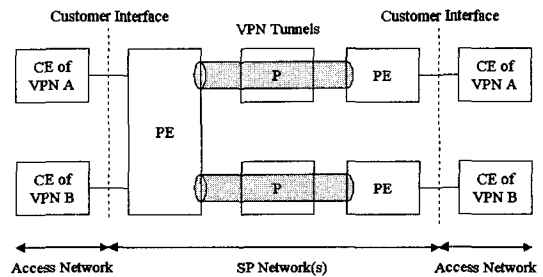 Customer Interface
Customer Interface
VPN Tunnels
CE of
VPN A
P
PE
CE of
VPN A
PE
CE of
VPN B
P
PE
CE of
VPN B
Access Network
SP Network(s)
Access Network